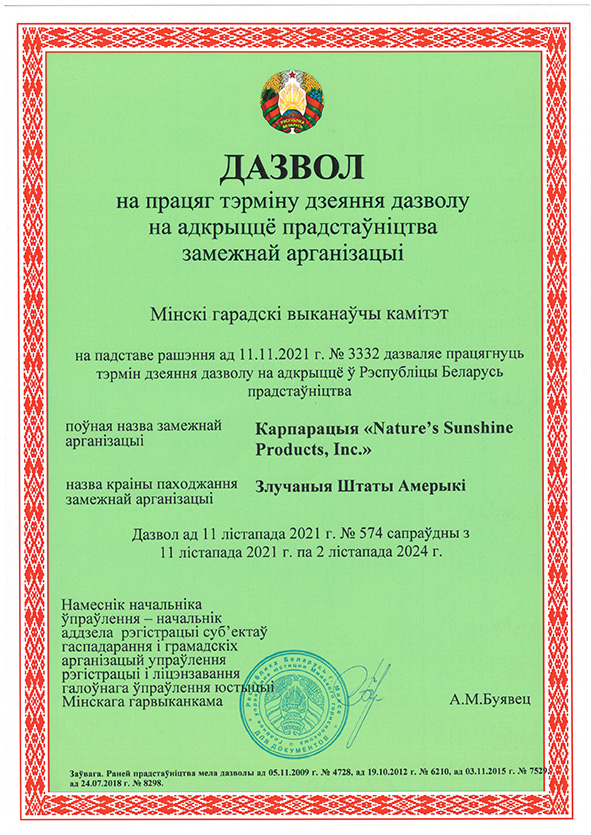 РЭСПУБЛІКА
БЕЛАРУСЬ
ДАЗВОЛ
на працяг тэрміну дзеяння дазволу
на адкрыццё прадстаўніцтва
замежнай арганізацыі
Мінскі гарадскі выканаўчы камітэт
на падставе рашэння ад 11.11.2021 г. № 3332 дазваляе працягнуць
тэрмін дзеяння дазволу на адкрыццё ў Рэспубліцы Беларусь
прадстаўніцтва
поўная назва замежнай
арганізацыі
Карпарацыя «Nature’s Sunshine
Products, Inc.»
назва краіны паходжання
замежнай арганізацыі
Злучаныя Штаты Амерыкі
Дазвол ад 11 лістапада 2021 г. № 574 сапраўдны з
11 лістапада 2021 г. па 2 лістапада 2024 г.
Намеснік начальніка
ўпраўлення – начальнік
аддзела рэгістрацыі суб’ектаў
гаспадарання і грамадскіх
арганізацый упраўлення
рэгістрацыі і ліцэнзавання
галоўнага ўпраўлення юстыцыі
Мінскага гарвыканкама
А.М.Буявец
ДЛЯ ДОКУМЕНТОВ
Заўвага. Раней прадстаўніцтва мела дазволы ад 05.11.2009 г. № 4728, ад 19.10.2012 г. № 6210, ад 03.11.2015 г. № 7529,
ад 24.07.2018 г. № 8298.